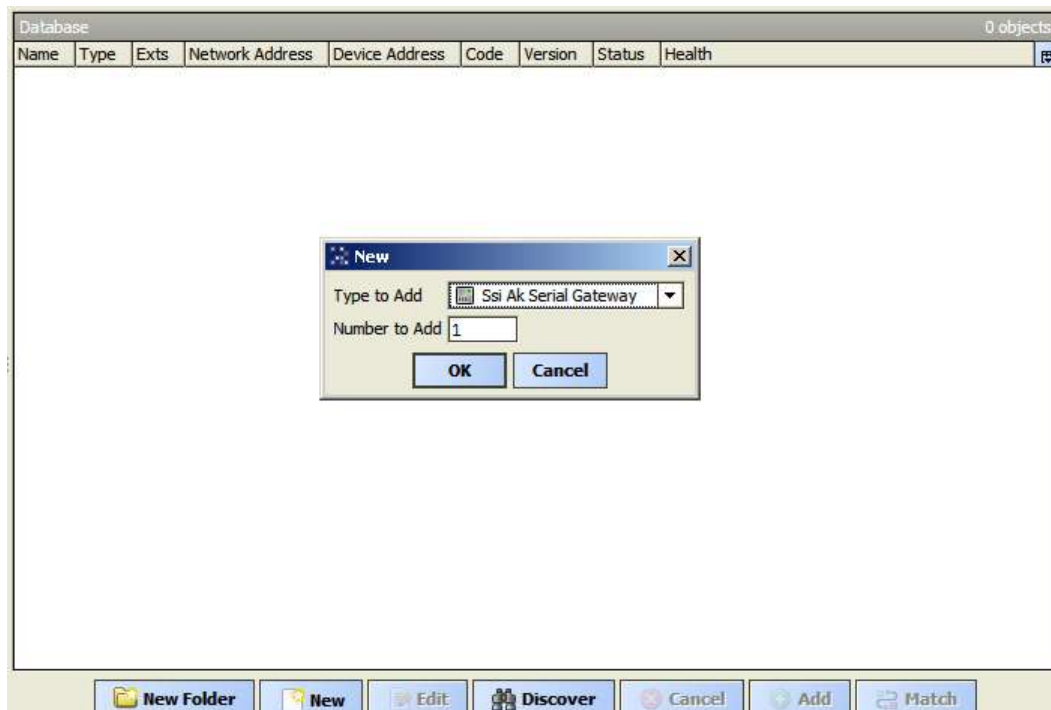 Database 0 objects
Name Type Exts Network Address Device Address Code Version Status Health
New
Type to Add Ssi Ak Serial Gateway
Number to Add 1
OK Cancel
New Folder New Edit Discover Cancel Add Match